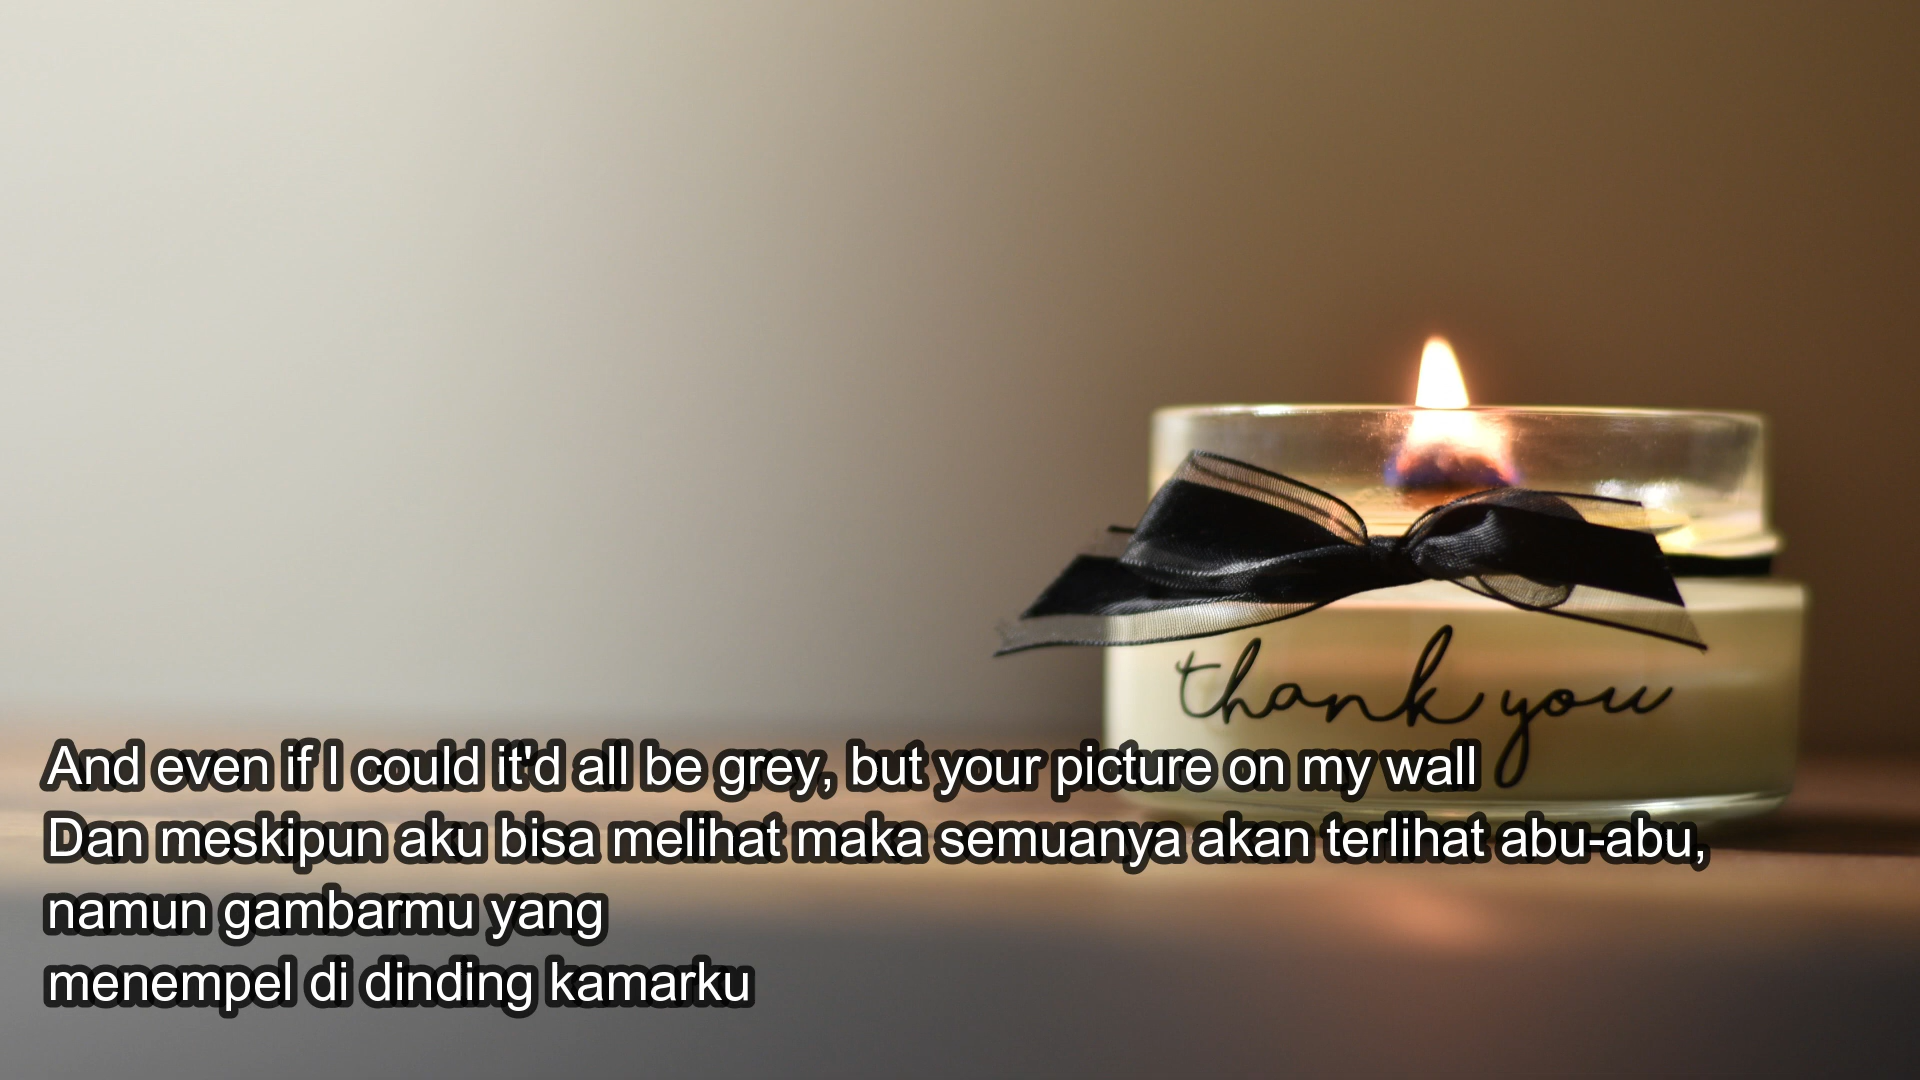 thank you
And even if I could it'd all be grey, but your picture on my wall
Dan meskipun aku bisa melihat maka semuanya akan terlihat abu-abu,
namun gambarmu yang
menempel di dinding kamarku